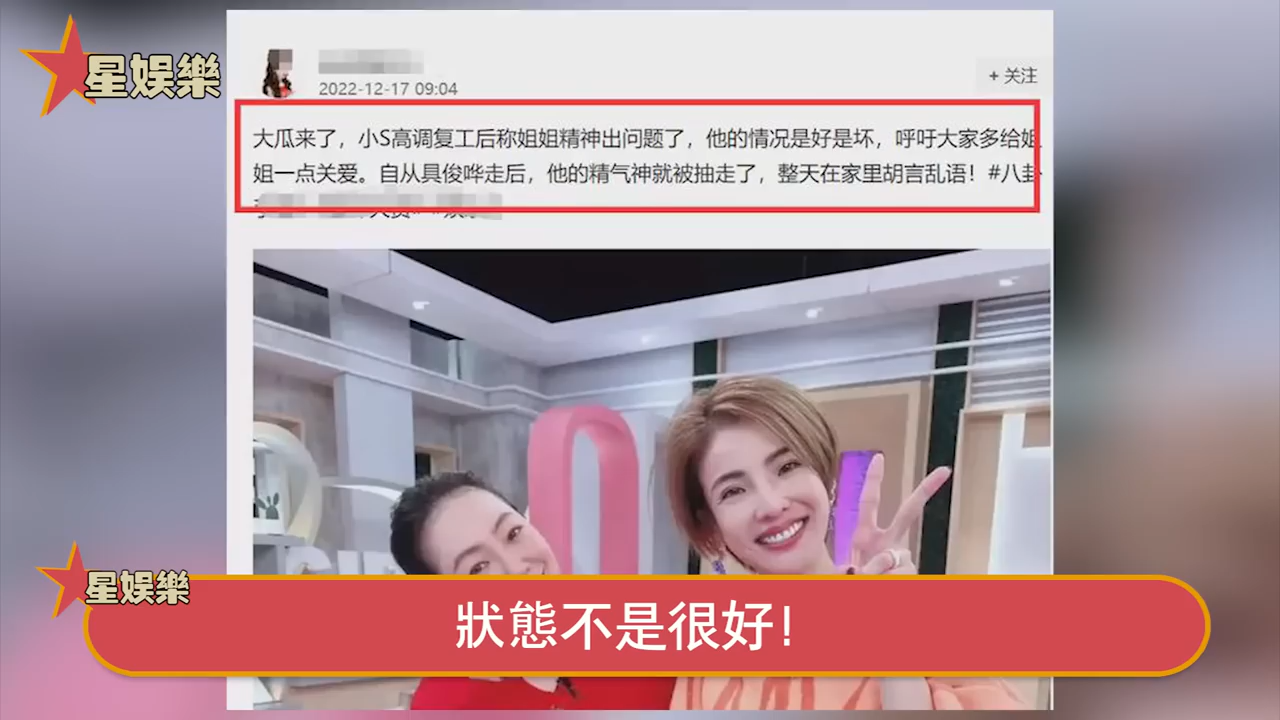 星娱樂
2022-12-17 09:04
+ 关注
大瓜来了，小S高调复工后称姐姐精神出问题了，他的情况是好是坏，呼吁大家多给姐
姐一点关爱。自从具俊晔走后，他的精气神就被抽走了，整天在家里胡言乱语！#八卦
星娱樂
狀態不是很好！